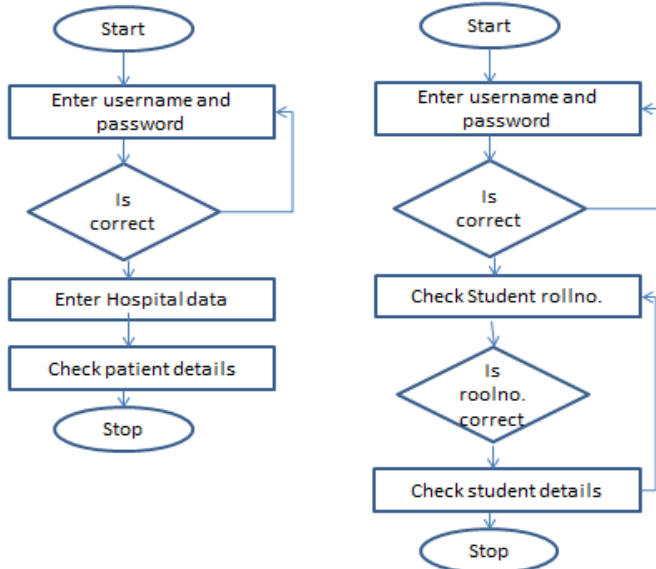 Start
Enter username and
password
Is
correct
Enter Hospital data
Check patient details
Stop
Start
Enter username and
password
Is
correct
Check Student rollno.
Is
roolno.
correct
Check student details
Stop